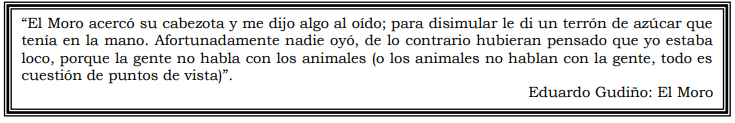 “El Moro acercó su cabezota y me dijo algo al oído; para disimular le di un terrón de azúcar que
tenía en la mano. Afortunadamente nadie oyó, de lo contrario hubieran pensado que yo estaba
loco, porque la gente no habla con los animales (o los animales no hablan con la gente, todo es
cuestión de puntos de vista)”.
Eduardo Gudiño: El Moro